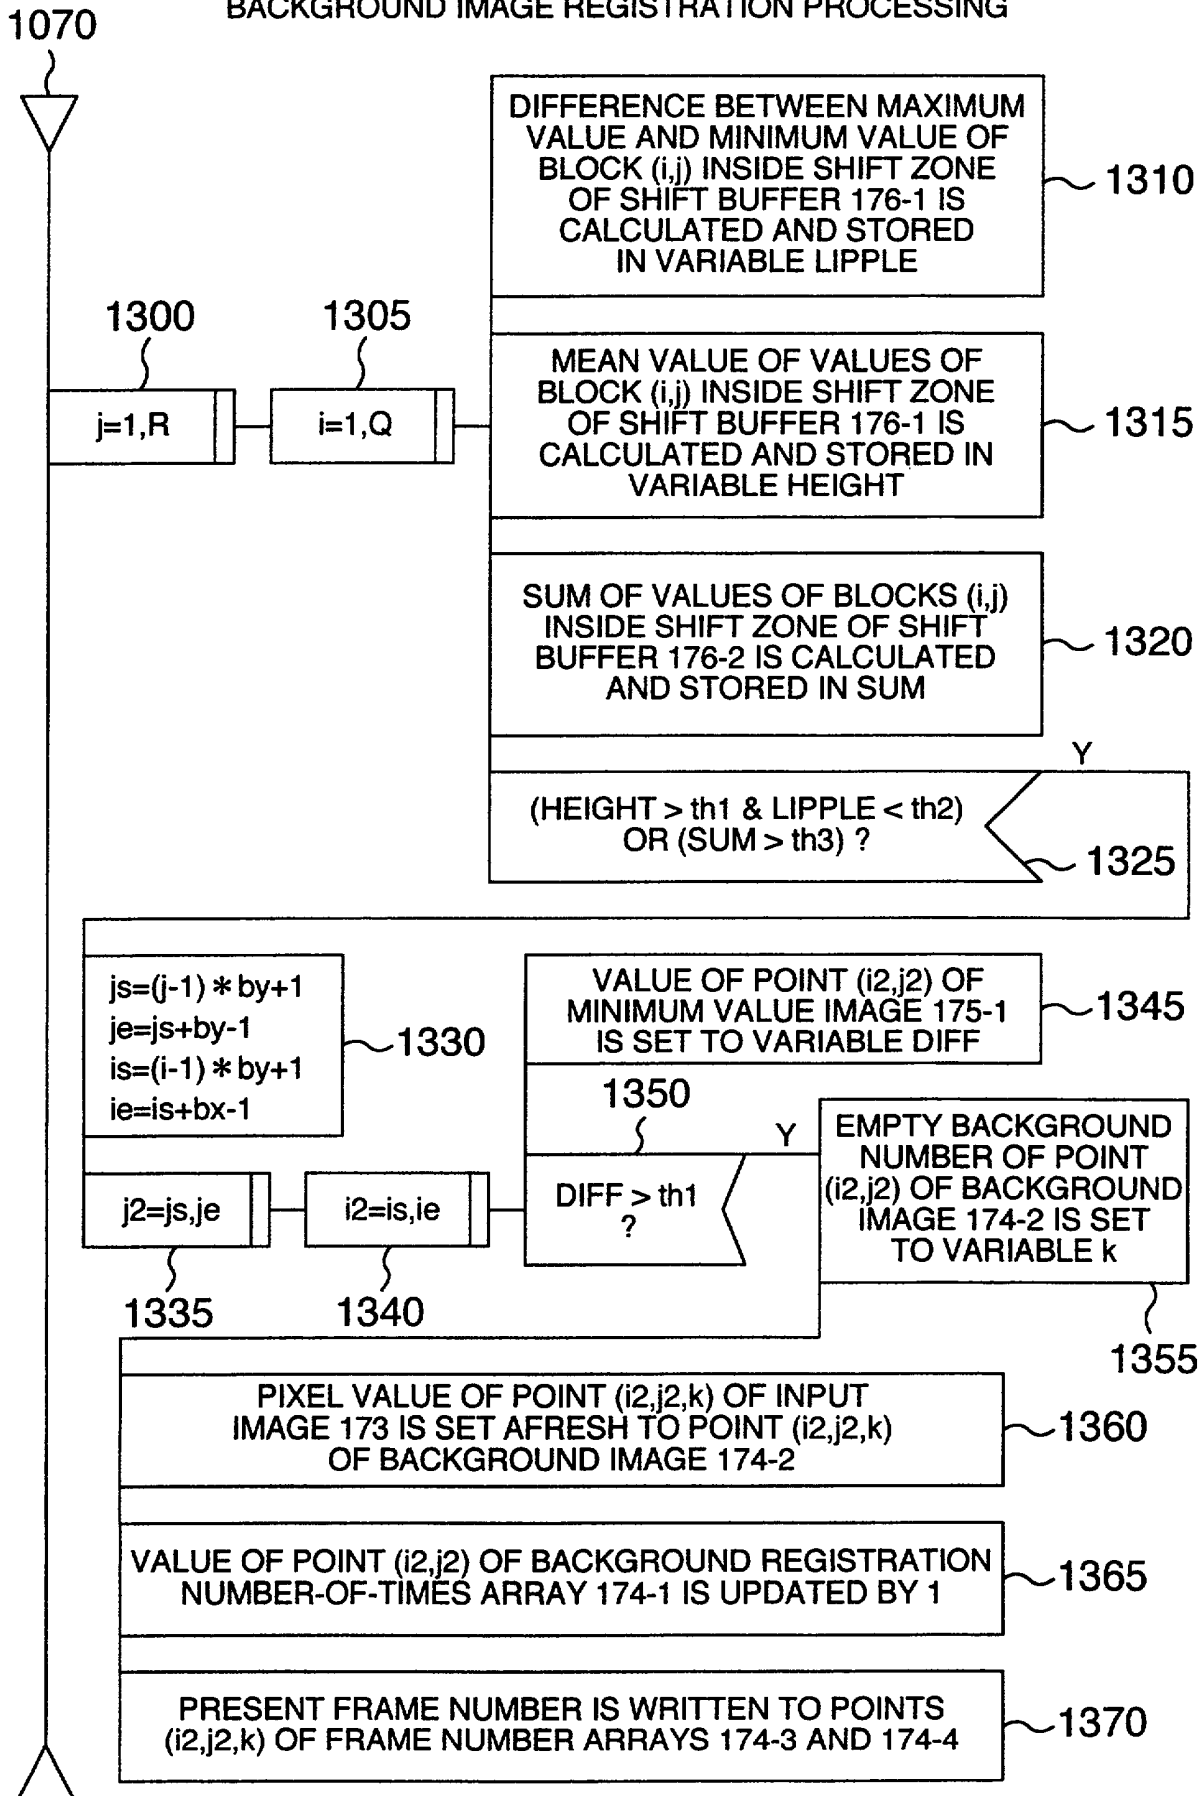 BACKGROUND IMAGE REGISTRATION PROCESSING
1070
DIFFERENCE BETWEEN MAXIMUM
VALUE AND MINIMUM VALUE OF
BLOCK (i,j) INSIDE SHIFT ZONE
OF SHIFT BUFFER 176-1 IS
CALCULATED AND STORED
IN VARIABLE LIPPLE
1310
1300
1305
j=1,R
i=1,Q
MEAN VALUE OF VALUES OF
BLOCK (i,j) INSIDE SHIFT ZONE
OF SHIFT BUFFER 176-1 IS
CALCULATED AND STORED IN
VARIABLE HEIGHT
1315
SUM OF VALUES OF BLOCKS (i,j)
INSIDE SHIFT ZONE OF SHIFT
BUFFER 176-2 IS CALCULATED
AND STORED IN SUM
1320
Y
(HEIGHT > th1 & LIPPLE < th2)
OR (SUM > th3) ?
1325
js=(j-1)*by+1
je=js+by-1
is=(i-1)*by+1
ie=is+bx-1
1330
VALUE OF POINT (i2,j2) OF
MINIMUM VALUE IMAGE 175-1
IS SET TO VARIABLE DIFF
1345
1350
Y
j2=js,je
i2=is,ie
DIFF > th1
?
EMPTY BACKGROUND
NUMBER OF POINT
(i2,j2) OF BACKGROUND
IMAGE 174-2 IS SET
TO VARIABLE k
1335
1340
1355
PIXEL VALUE OF POINT (i2,j2,k) OF INPUT
IMAGE 173 IS SET AFRESH TO POINT (i2,j2,k)
OF BACKGROUND IMAGE 174-2
1360
VALUE OF POINT (i2,j2) OF BACKGROUND REGISTRATION
NUMBER-OF-TIMES ARRAY 174-1 IS UPDATED BY 1
1365
PRESENT FRAME NUMBER IS WRITTEN TO POINTS
(i2,j2,k) OF FRAME NUMBER ARRAYS 174-3 AND 174-4
1370